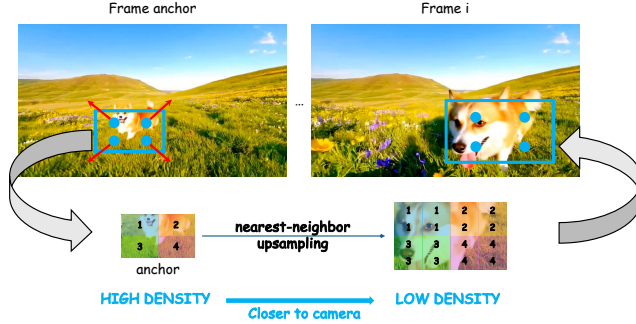 Frame anchor
Frame i
...
1 2
3 4
anchor
nearest-neighbor
upsampling
1 1 2 2
1 1 2 2
3 3 4 4
3 3 4 4
HIGH DENSITY
Closer to camera
LOW DENSITY